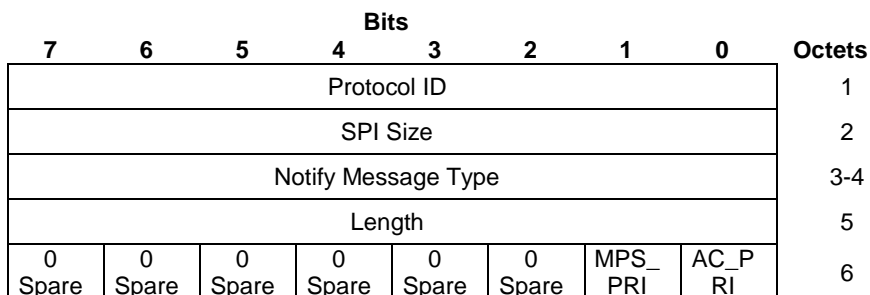 Bits
7 6 5 4 3 2 1 0 Octets
Protocol ID 1
SPI Size 2
Notify Message Type 3-4
Length 5
0 0 0 0 0 0 MPS_ AC_P
Spare Spare Spare Spare Spare Spare PRI RI 6